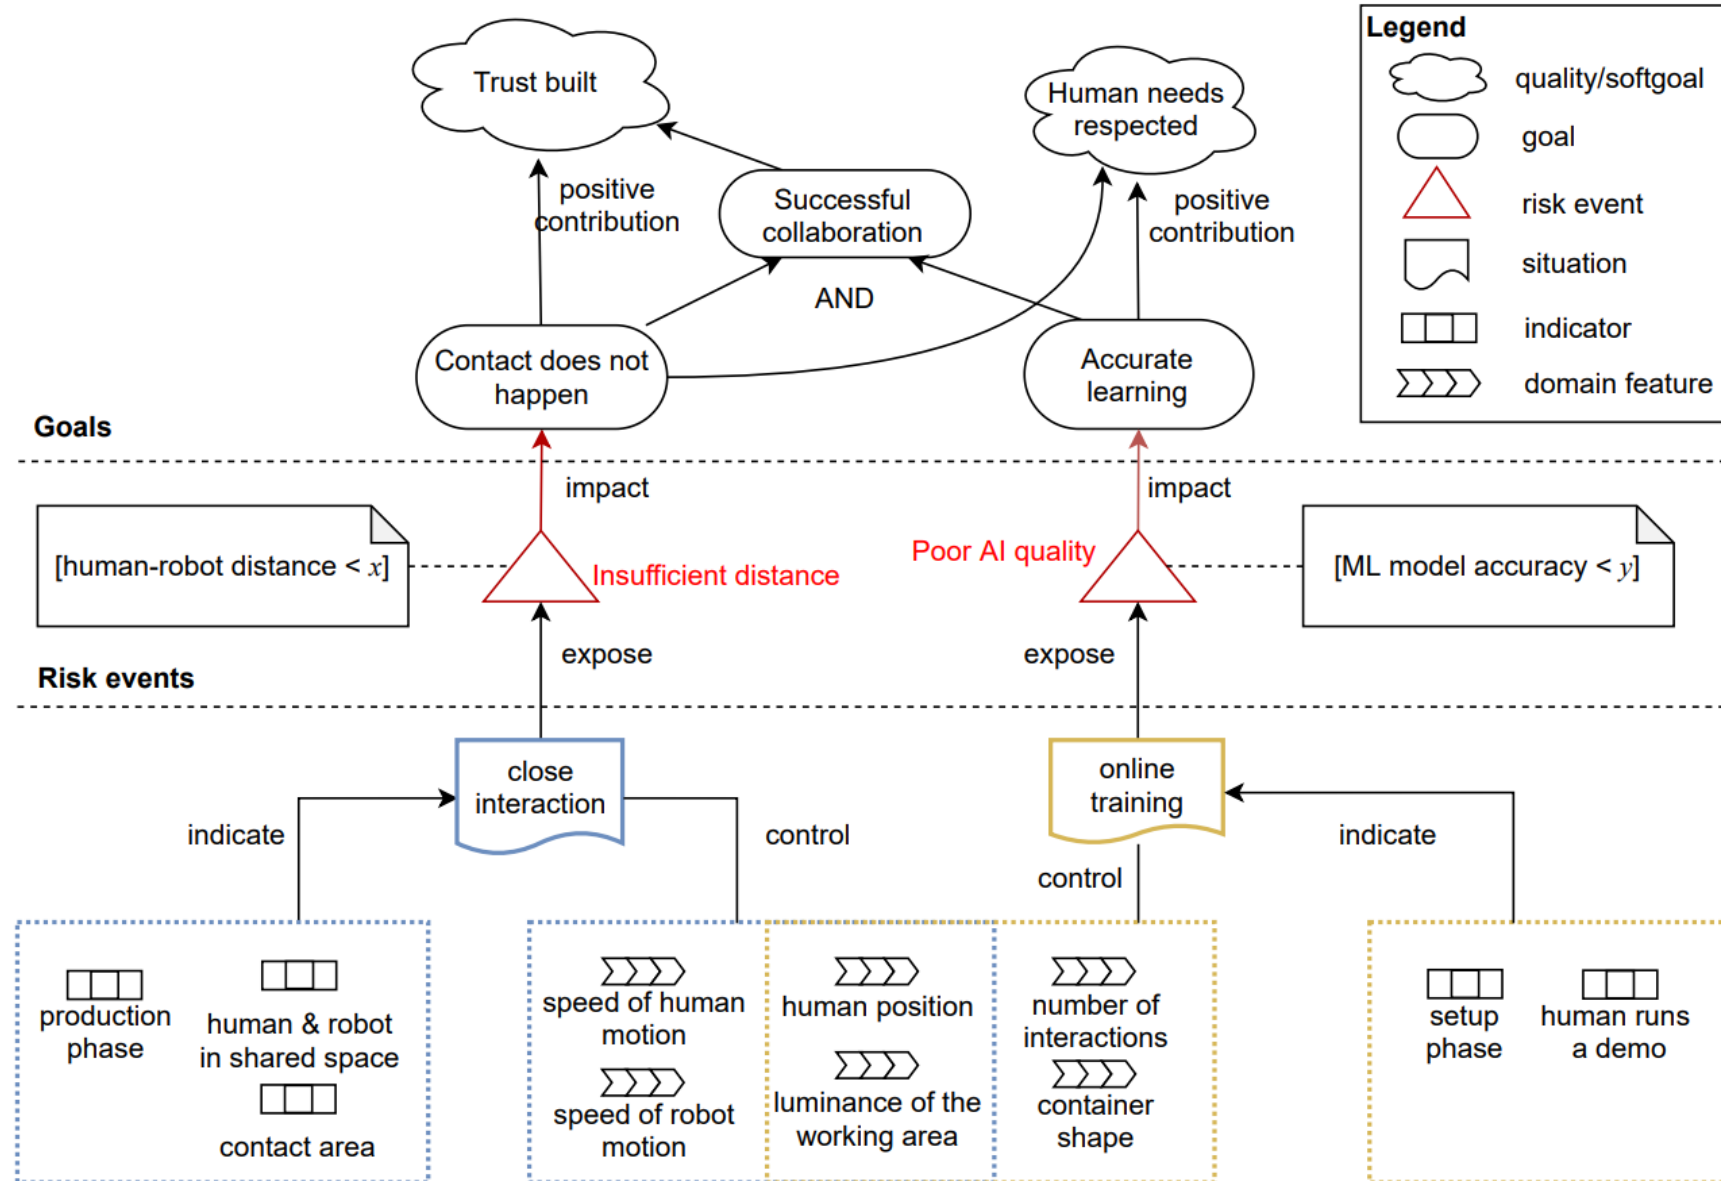 Trust built
Human needs
respected
Legend
quality/softgoal
goal
risk event
situation
indicator
domain feature
positive
contribution
Successful
collaboration
positive
contribution
AND
Contact does not
happen
Accurate
learning
Goals
impact
impact
[human-robot distance < x]
Insufficient distance
Poor AI quality
[ML model accuracy < y]
expose
expose
Risk events
close
interaction
online
training
indicate
control
control
indicate
production
phase
human & robot
in shared space
contact area
speed of human
motion
speed of robot
motion
human position
luminance of the
working area
number of
interactions
container
shape
setup
phase
human runs
a demo